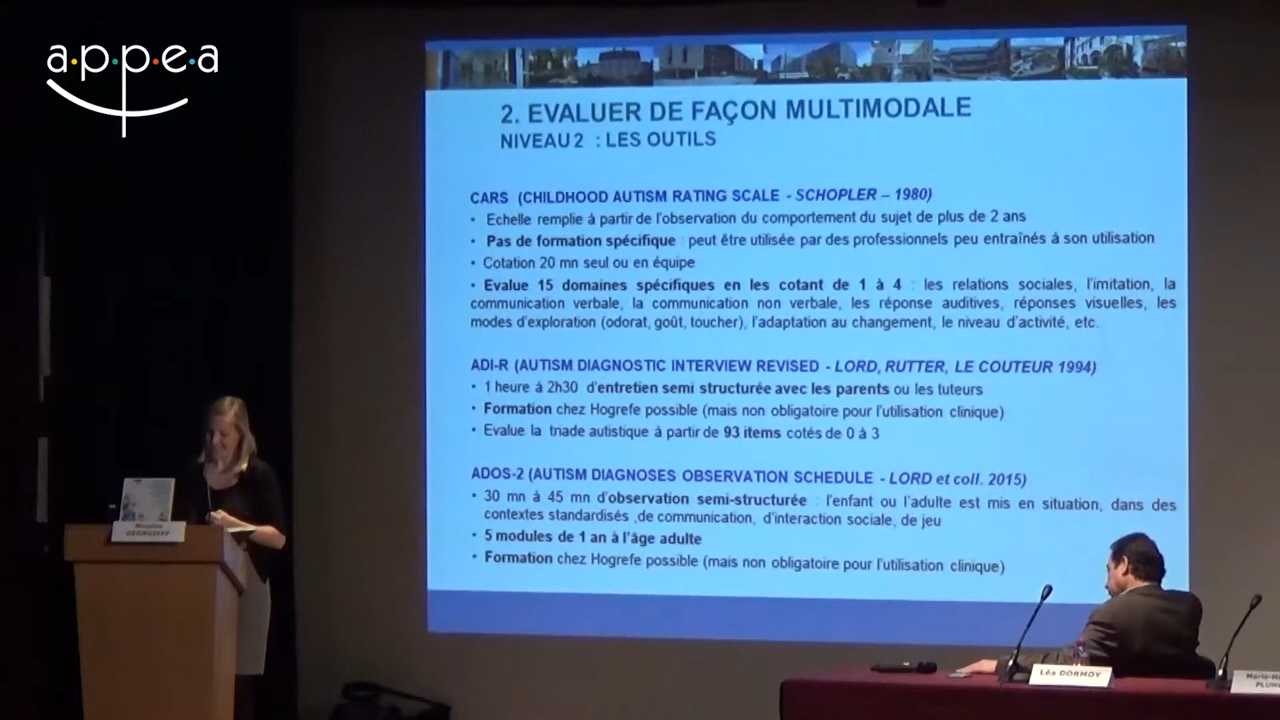 a·p·p·e·a
2. EVALUER DE FAÇON MULTIMODALE
NIVEAU 2 : LES OUTILS
CARS (CHILDHOOD AUTISM RATING SCALE - SCHOPLER – 1980)
• Echelle remplie à partir de l'observation du comportement du sujet de plus de 2 ans
• Pas de formation spécifique : peut être utilisée par des professionnels peu entraînés à son utilisation
• Cotation 20 mn seul ou en équipe
• Evalue 15 domaines spécifiques en les cotant de 1 à 4 : les relations sociales, l'imitation, la
communication verbale, la communication non verbale, les réponse auditives, réponses visuelles, les
modes d'exploration (odorat, goût, toucher), l'adaptation au changement, le niveau d'activité, etc.
ADI-R (AUTISM DIAGNOSTIC INTERVIEW REVISED - LORD, RUTTER, LE COUTEUR 1994)
• 1 heure à 2h30 d'entretien semi structurée avec les parents ou les tuteurs
• Formation chez Hogrefe possible (mais non obligatoire pour l'utilisation clinique)
• Evalue la triade autistique à partir de 93 items cotés de 0 à 3
ADOS-2 (AUTISM DIAGNOSES OBSERVATION SCHEDULE - LORD et coll. 2015)
• 30 mn à 45 mn d'observation semi-structurée : l'enfant ou l'adulte est mis en situation, dans des
contextes standardisés ,de communication, d'interaction sociale, de jeu
• 5 modules de 1 an à l'âge adulte
• Formation chez Hogrefe possible (mais non obligatoire pour l'utilisation clinique)
Nicolas
GEORGIEFF
Léa DORMOY